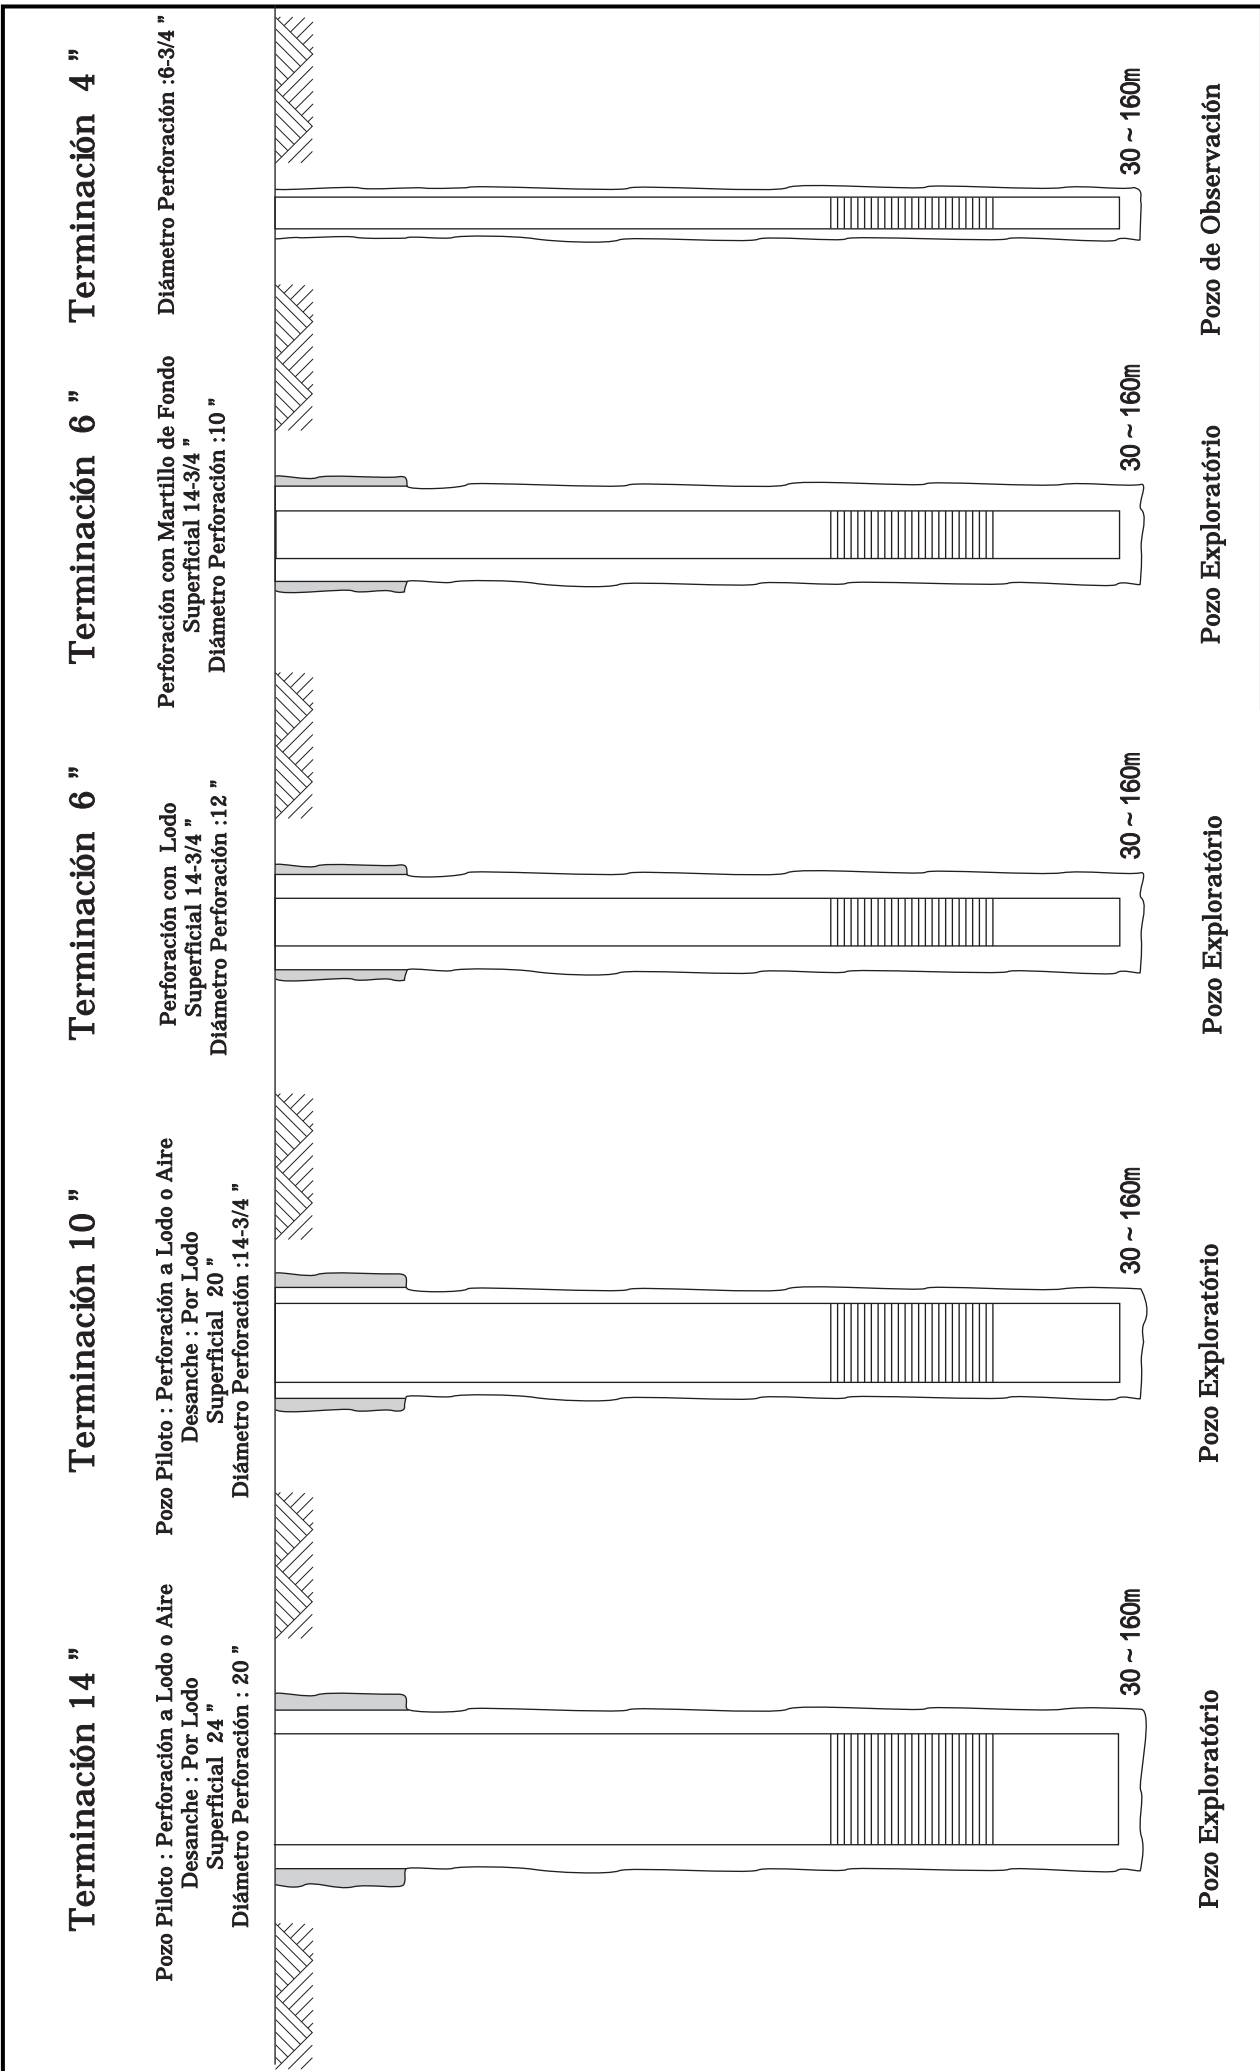 Terminación 14 ”
Pozo Piloto : Perforación a Lodo o Aire
Desanche : Por Lodo
Superficial 24 ”
Diámetro Perforación : 20 ”
30 ~ 160m
Pozo Exploratório
Terminación 10 ”
Pozo Piloto : Perforación a Lodo o Aire
Desanche : Por Lodo
Superficial 20 ”
Diámetro Perforación :14-3/4 ”
30 ~ 160m
Pozo Exploratório
Terminación 6 ”
Perforación con Lodo
Superficial 14-3/4 ”
Diámetro Perforación :12 ”
30 ~ 160m
Pozo Exploratório
Terminación 6 ”
Perforación con Martillo de Fondo
Superficial 14-3/4 ”
Diámetro Perforación :10 ”
30 ~ 160m
Pozo Exploratório
Terminación 4 ”
Diámetro Perforación :6-3/4 ”
30 ~ 160m
Pozo de Observación